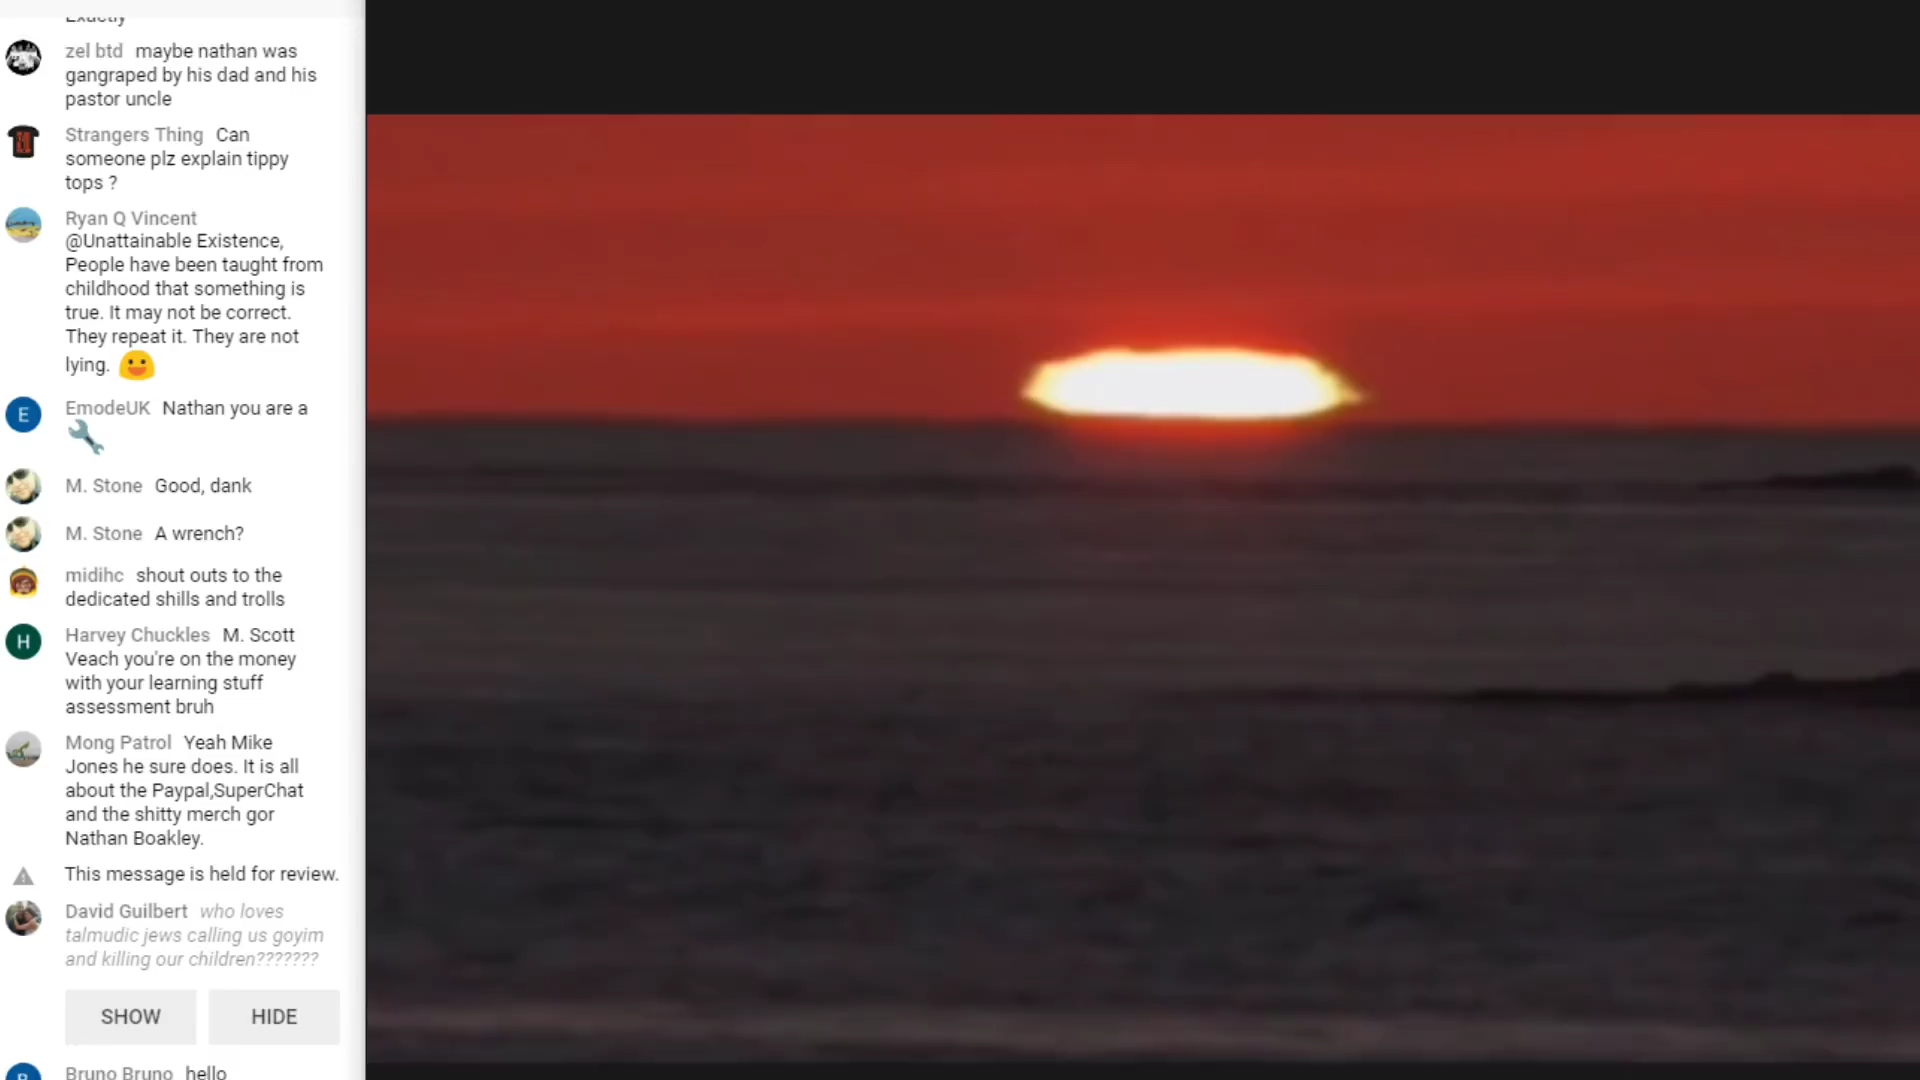 Exactly
zel btd maybe nathan was
gangraped by his dad and his
pastor uncle
Strangers Thing Can
someone plz explain tippy
tops ?
Ryan Q Vincent
@Unattainable Existence,
People have been taught from
childhood that something is
true. It may not be correct.
They repeat it. They are not
lying.
E
EmodeUK Nathan you are a
M. Stone Good, dank
M. Stone A wrench?
midihc shout outs to the
dedicated shills and trolls
H
Harvey Chuckles M. Scott
Veach you're on the money
with your learning stuff
assessment bruh
Mong Patrol Yeah Mike
Jones he sure does. It is all
about the Paypal,SuperChat
and the shitty merch gor
Nathan Boakley.
This message is held for review.
David Guilbert who loves
talmudic jews calling us goyim
and killing our children???????
SHOW HIDE
B
Bruno Bruno hello